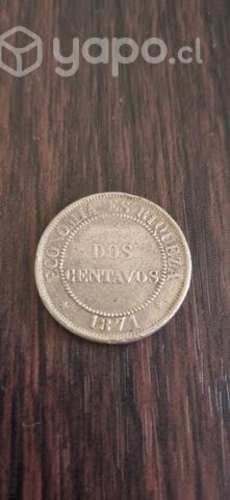 yapo.cl
ECONOMIA ES RIQUEZA
DOS
CENTAVOS
1871